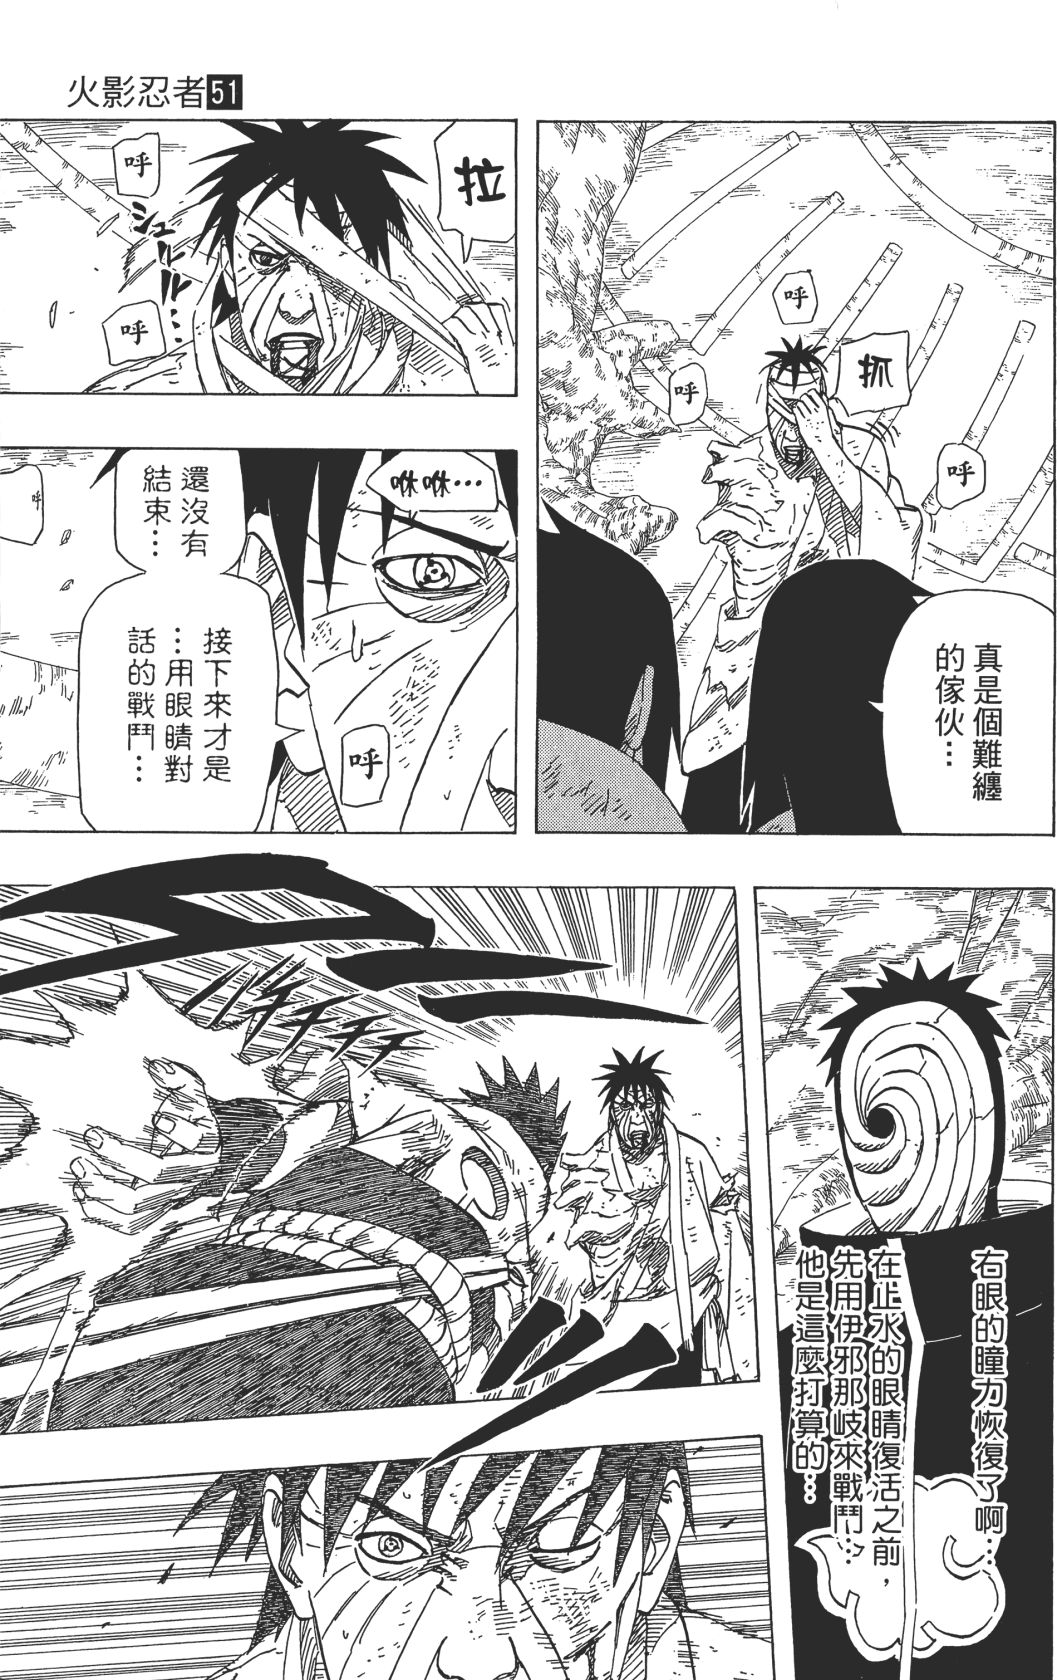 火影忍者51
呼
抓
呼
呼
真是個難纏
的傢伙…
拉
呼
シュルルル…
呼
咻咻…
還沒有
結束…
接下來才是
…用眼睛對
話的戰鬥…
呼
呼
右眼的瞳力恢復了啊…
在止水的眼睛復活之前，
先用伊邪那岐來戰鬥…
他是這麼打算的…
ルチチチチ